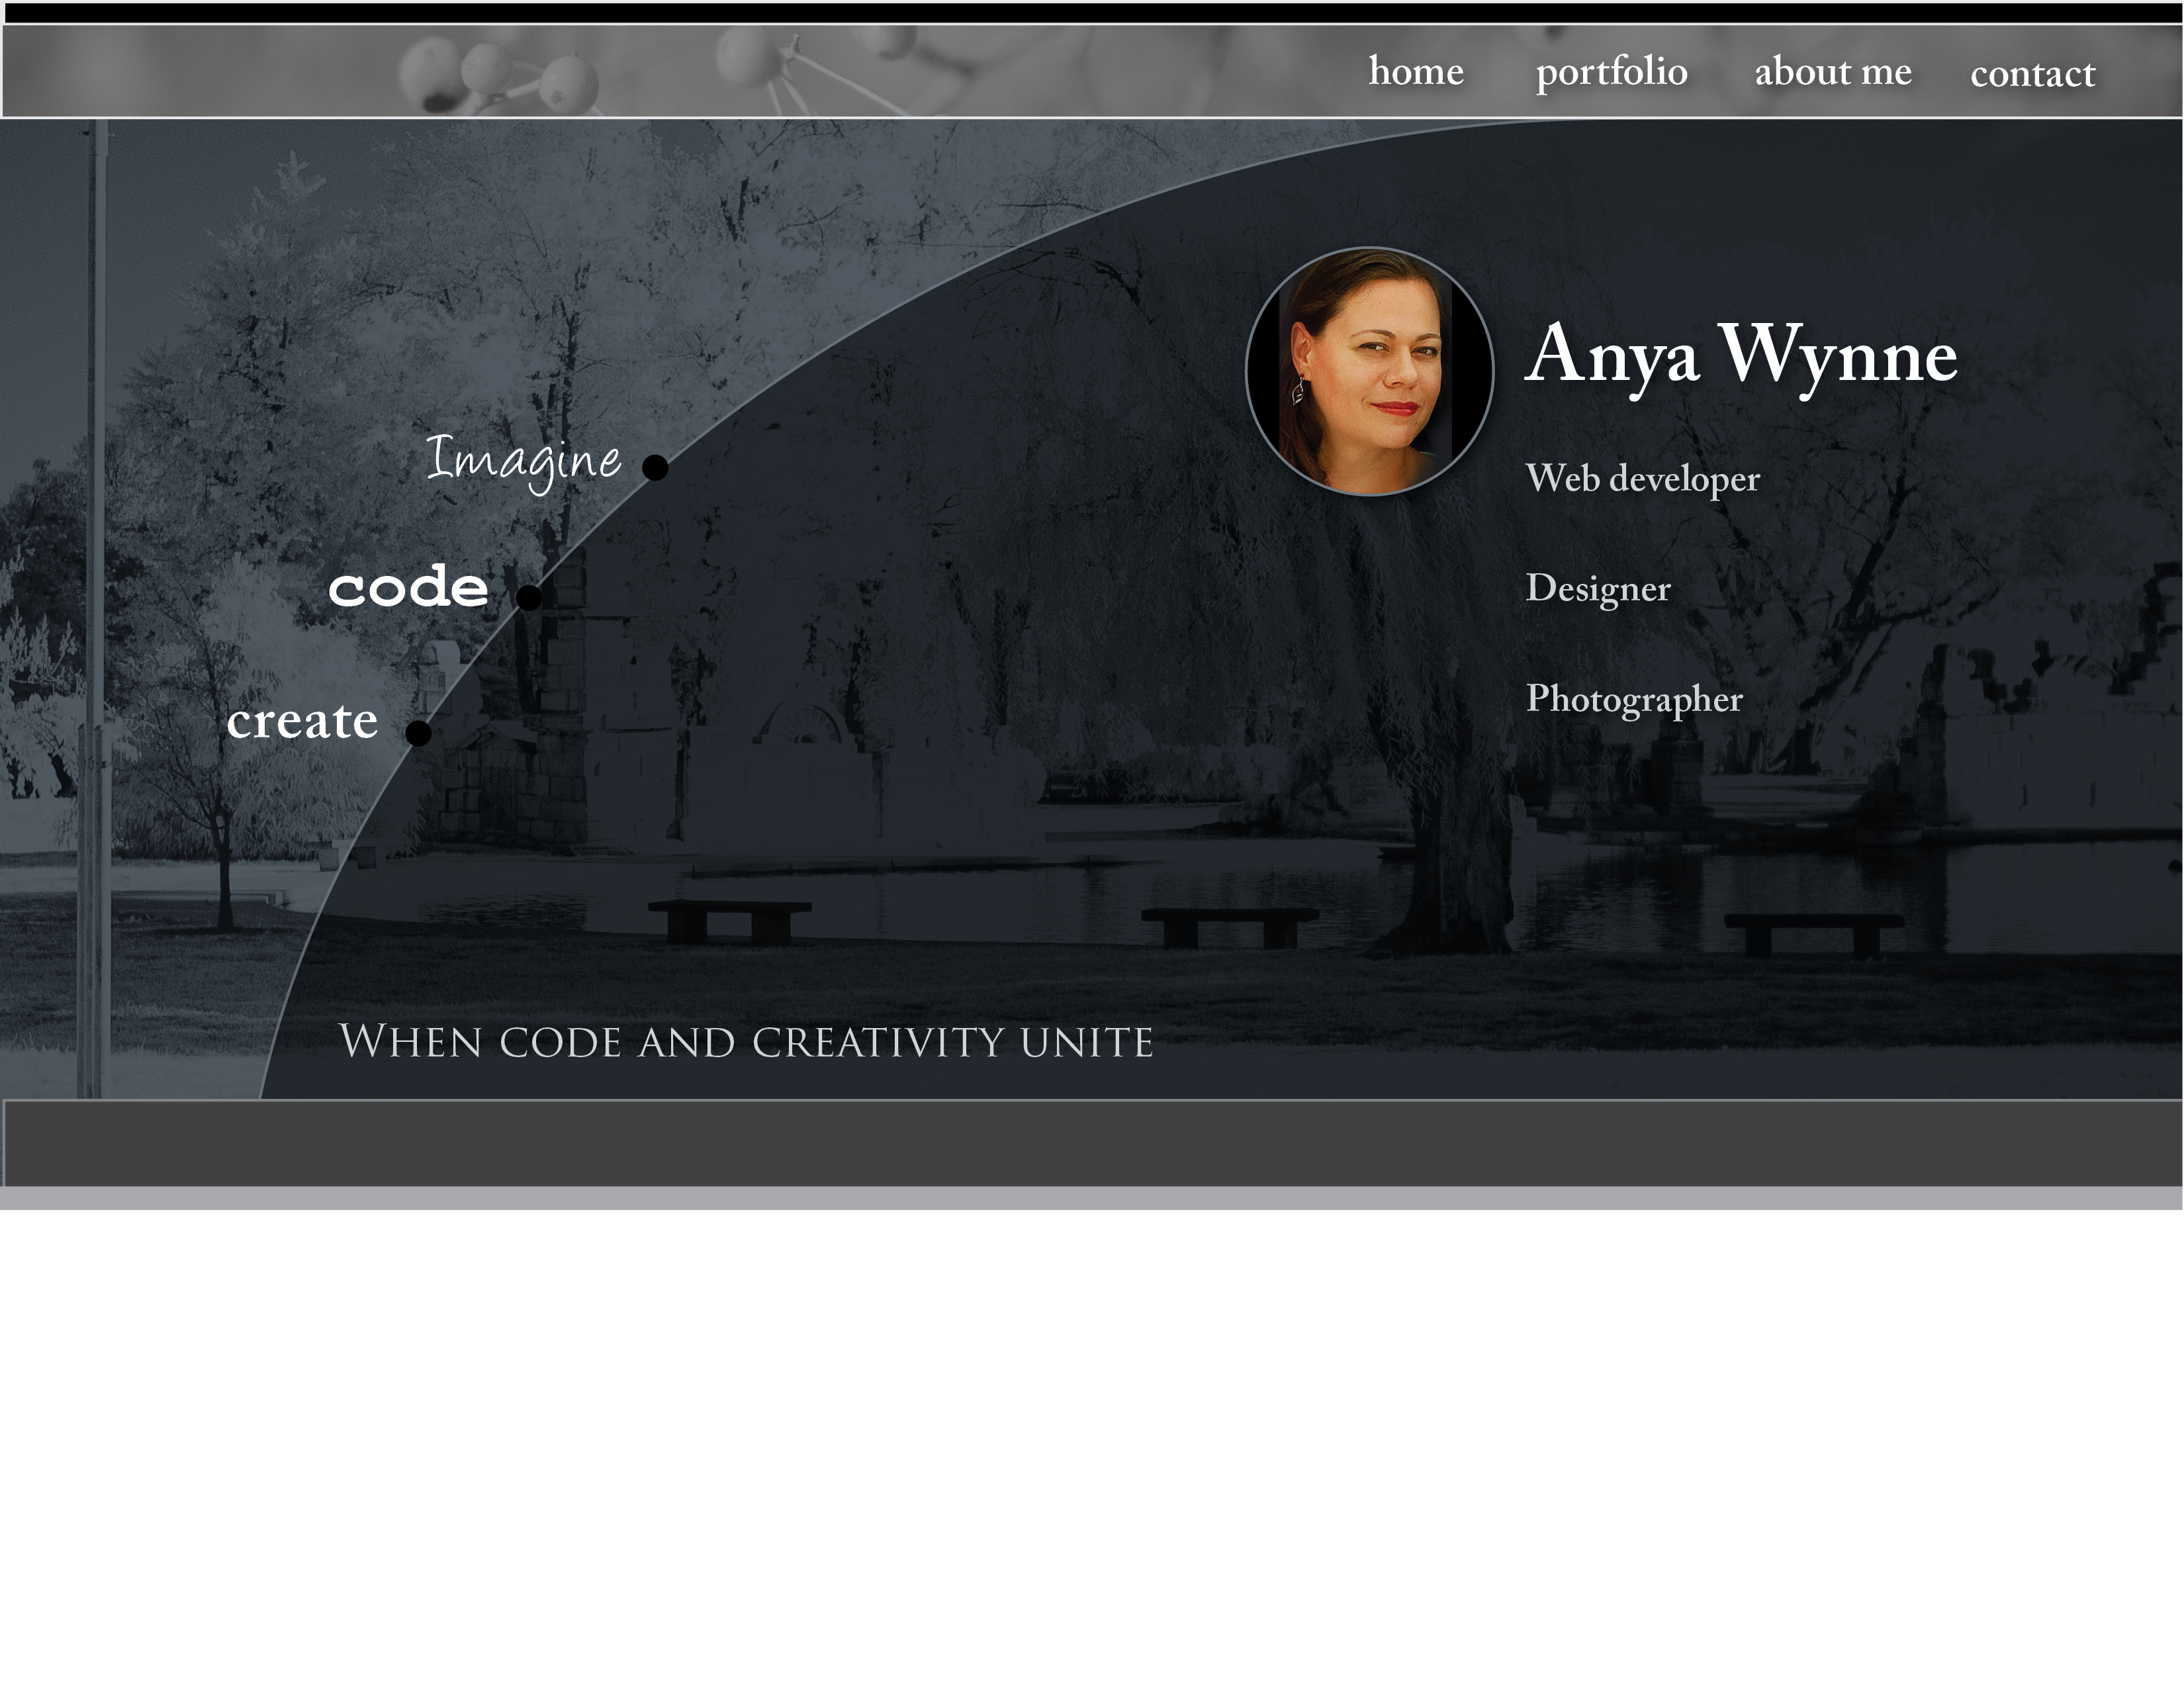 home portfolio about me contact
Anya Wynne
Imagine
Web developer
code
Designer
create
Photographer
When code and creativity unite